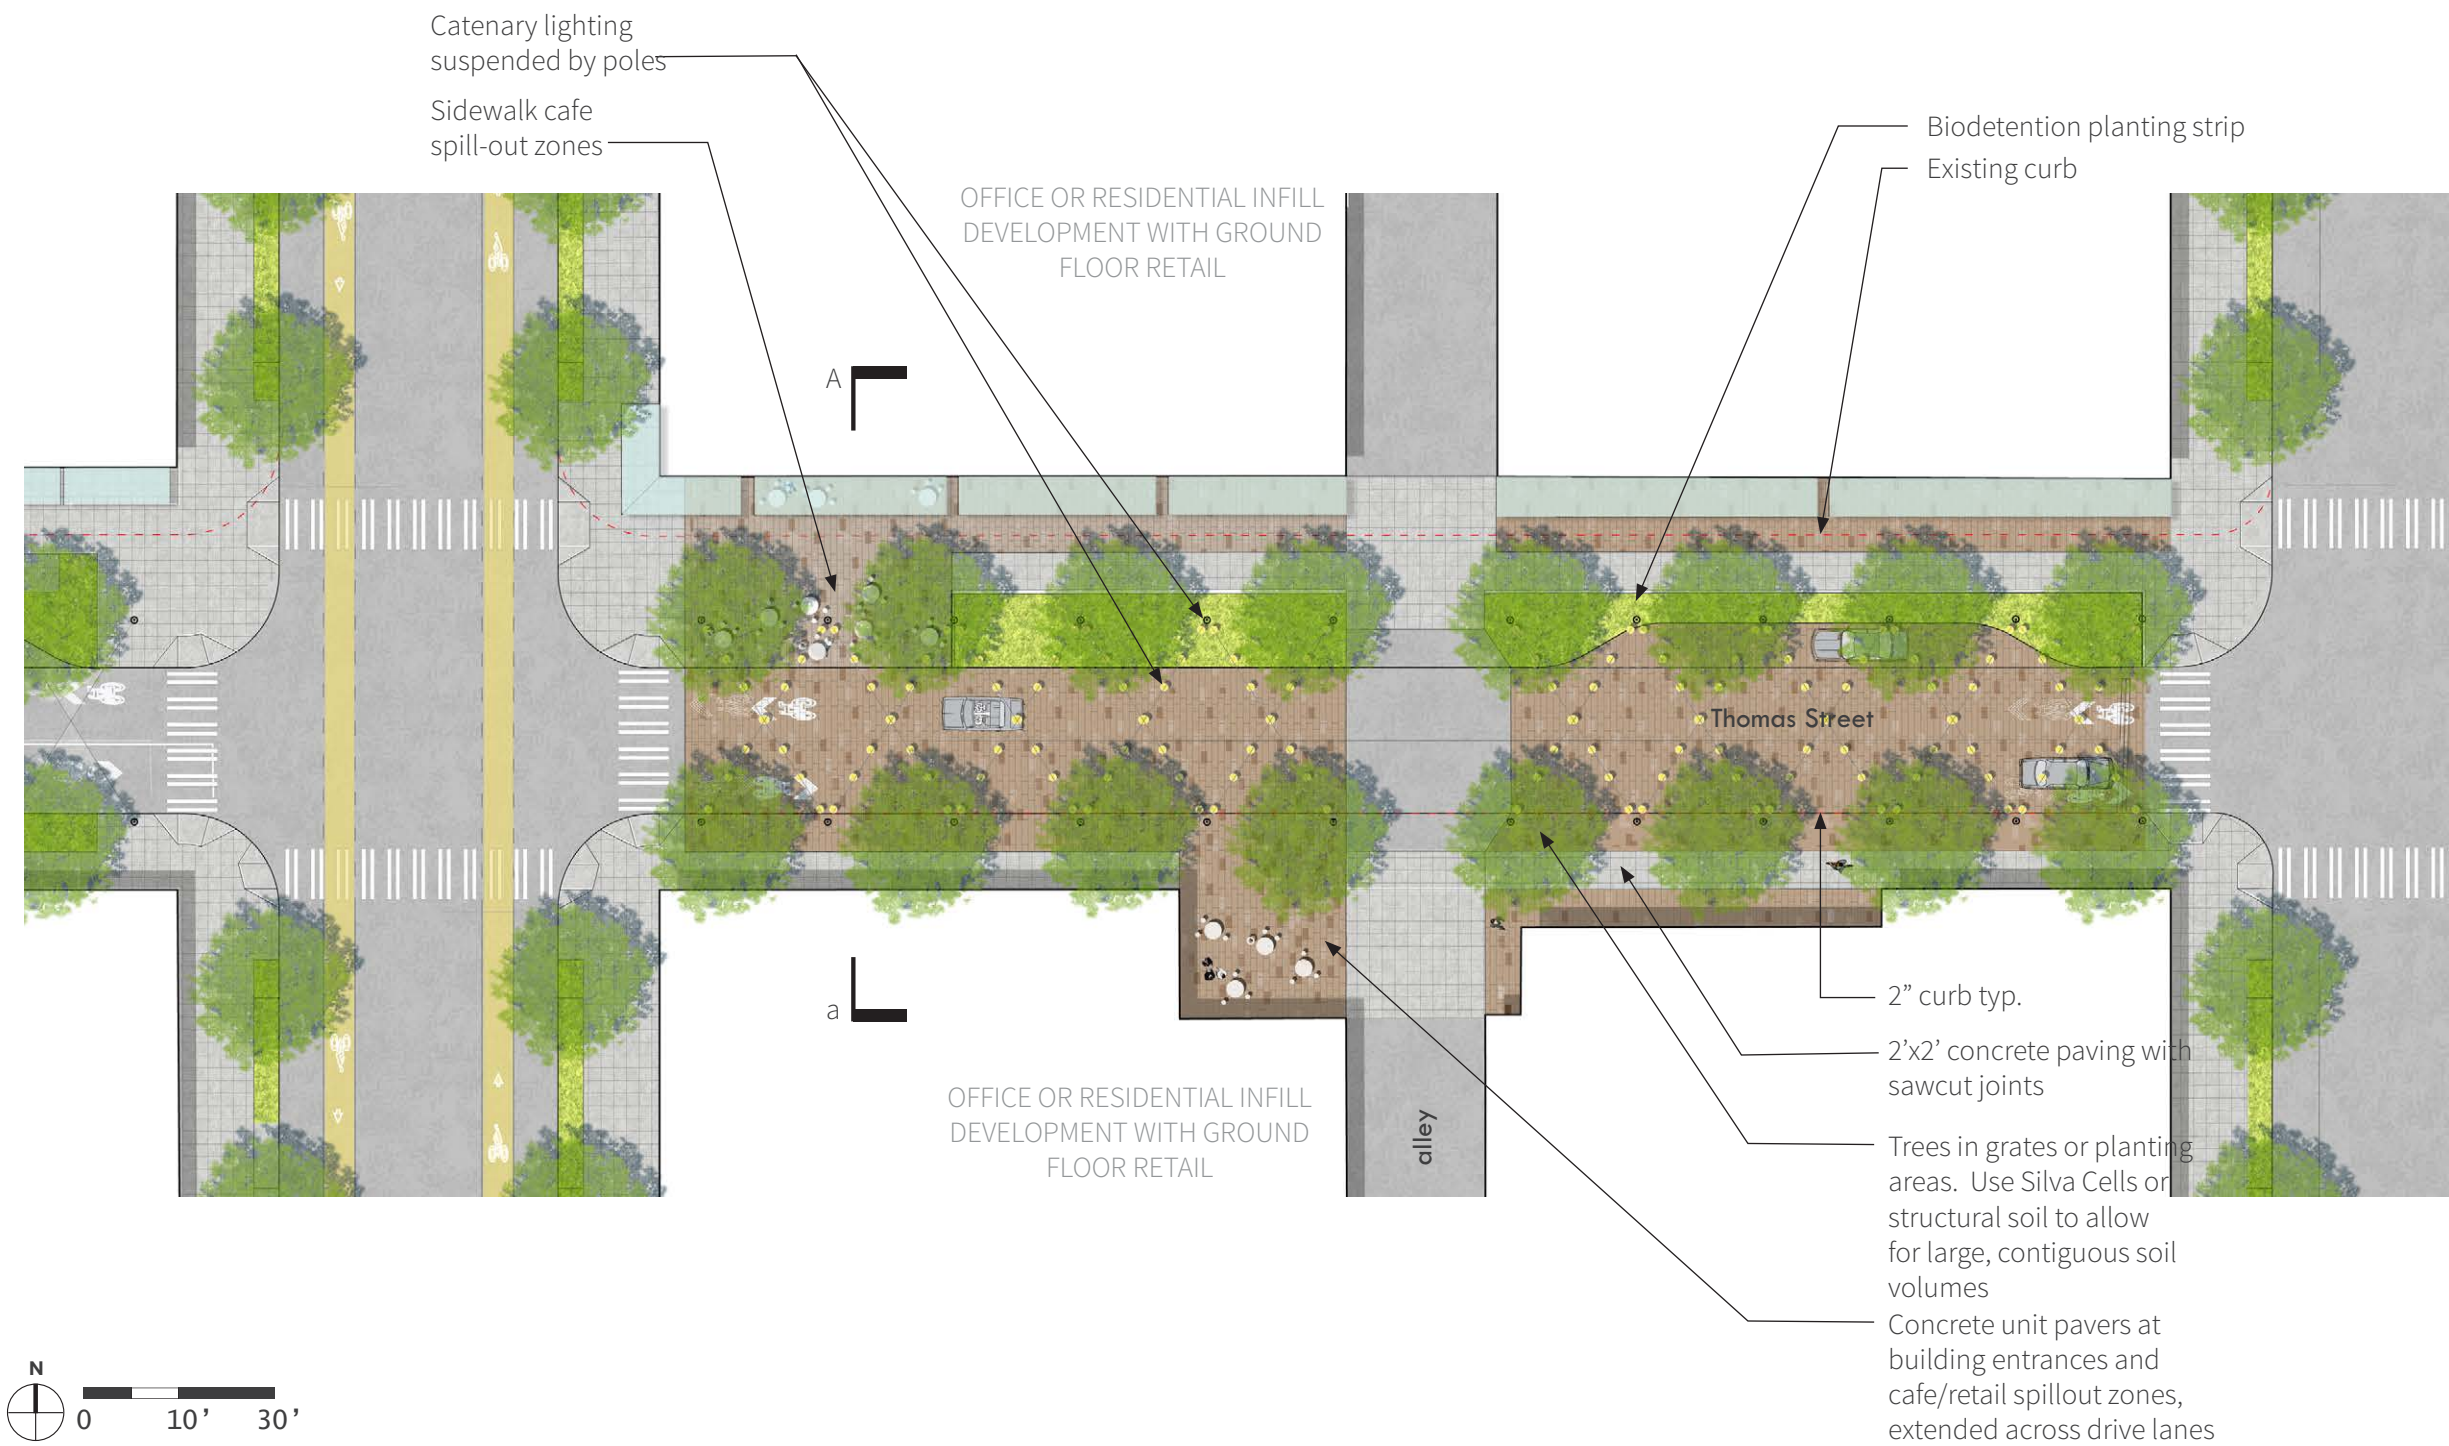 Catenary lighting
suspended by poles
Sidewalk cafe
spill-out zones
Biodetention planting strip
Existing curb
OFFICE OR RESIDENTIAL INFILL
DEVELOPMENT WITH GROUND
FLOOR RETAIL
A
Thomas Street
a
2” curb typ.
2’x2’ concrete paving with
sawcut joints
OFFICE OR RESIDENTIAL INFILL
DEVELOPMENT WITH GROUND
FLOOR RETAIL
alley
Trees in grates or planting
areas.  Use Silva Cells or
structural soil to allow
for large, contiguous soil
volumes
Concrete unit pavers at
building entrances and
cafe/retail spillout zones,
extended across drive lanes
N
0 10’ 30’